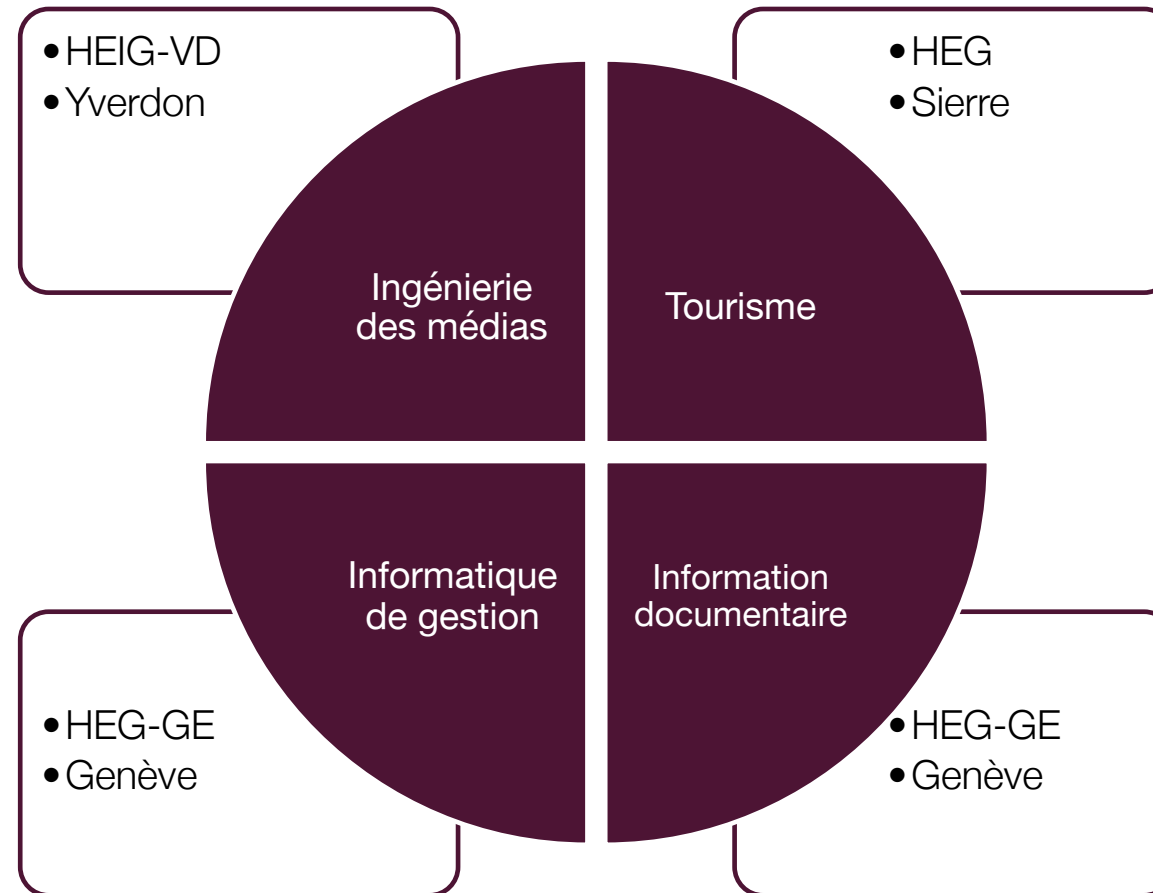 •HEIG-VD
•Yverdon
•HEG
•Sierre
Ingénierie
des médias
Tourisme
Informatique
de gestion
Information
documentaire
•HEG-GE
•Genève
•HEG-GE
•Genève